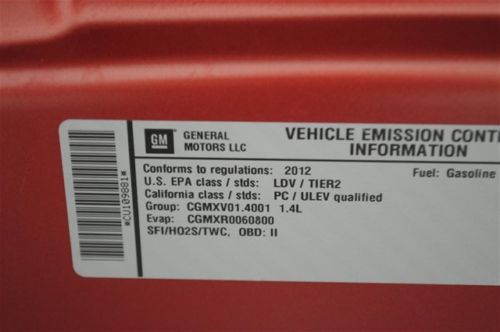 *CU109881*
GM
GENERAL
MOTORS LLC
VEHICLE EMISSION CONT
INFORMATION
Conforms to regulations: 2012
Fuel: Gasoline
U.S. EPA class / stds: LDV / TIER2
California class / stds: PC / ULEV qualified
Group: CGMXV01.4001 1.4L
Evap: CGMXR0060800
SFI/HO2S/TWC, OBD: II